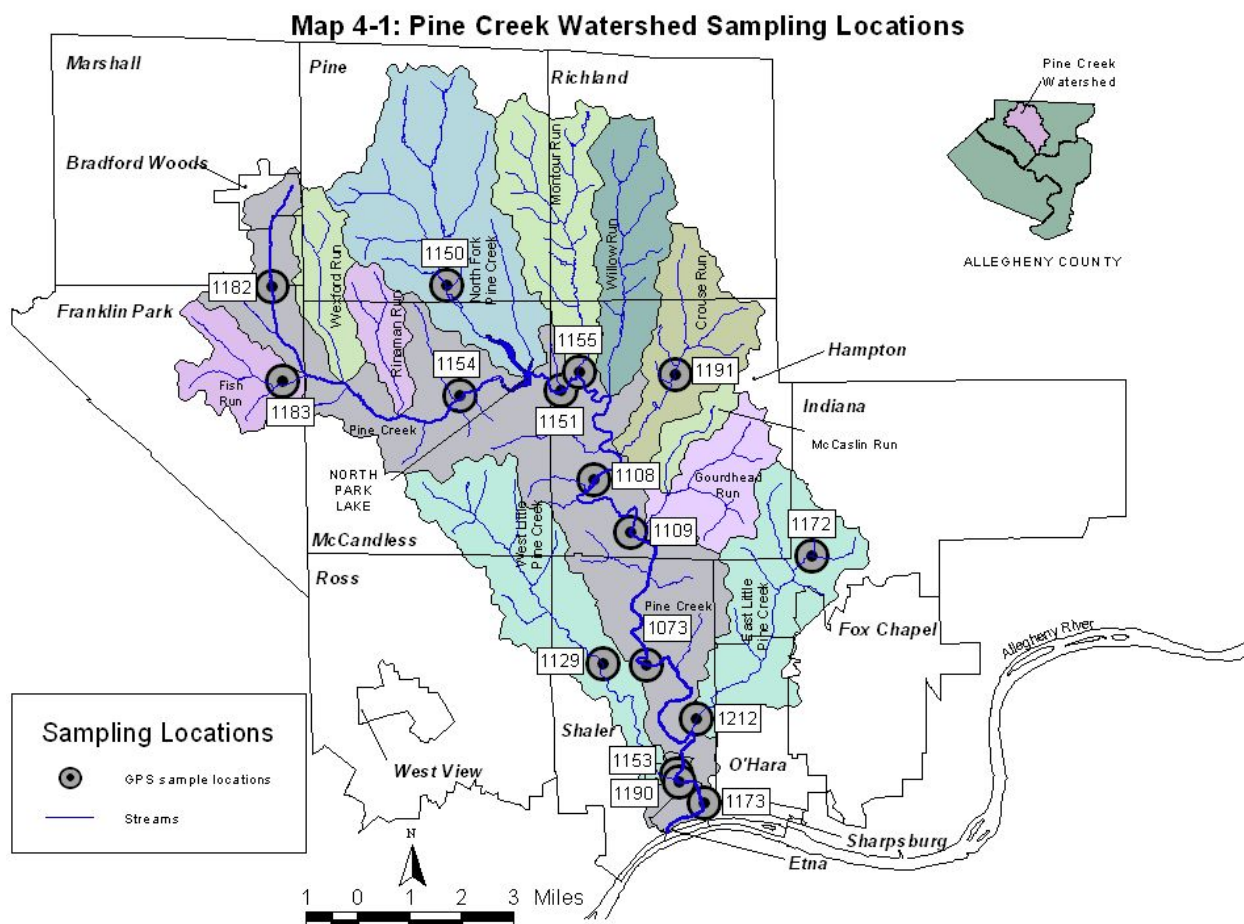 Map 4-1: Pine Creek Watershed Sampling Locations
Marshall
Pine
Richland
Pine Creek
Watershed
Bradford Woods
ALLEGHENY COUNTY
Montour Run
Willow Run
North Fork
Pine Creek
Wexford Run
Rinaman Run
Crouse Run
1150
1182
Franklin Park
1155
1154
Hampton
1191
Fish
Run
1183
1151
Indiana
Pine Creek
McCaslin Run
NORTH
PARK
LAKE
1108
Gourdhead
Run
West Little
Pine Creek
1172
1109
McCandless
Ross
Pine Creek
East Little
Pine Creek
1073
Fox Chapel
Allegheny River
1129
Sampling Locations
GPS sample locations
Streams
1212
Shaler
1153
O'Hara
West View
1190
1173
Sharpsburg
Etna
N
1 0 1 2 3 Miles